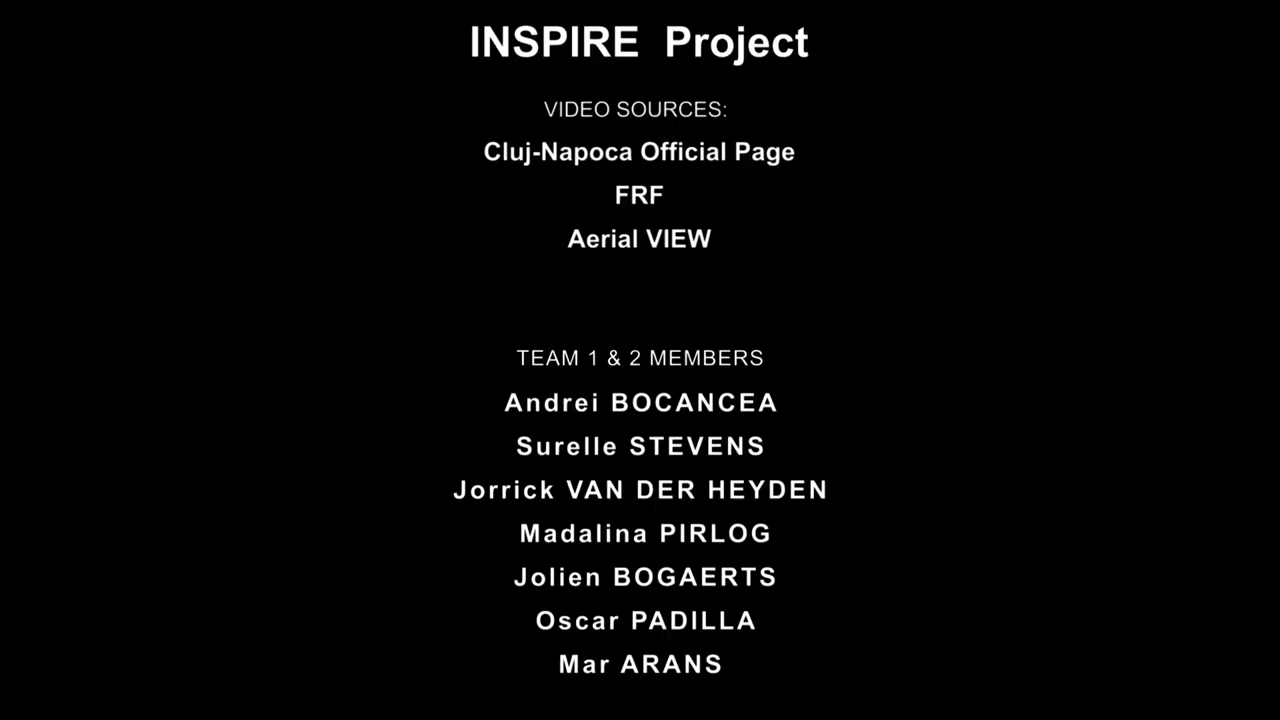 INSPIRE Project
VIDEO SOURCES:
Cluj-Napoca Official Page
FRF
Aerial VIEW
TEAM 1 & 2 MEMBERS
Andrei BOCANCEA
Surelle STEVENS
Jorrick VAN DER HEYDEN
Madalina PIRLOG
Jolien BOGAERTS
Oscar PADILLA
Mar ARANS